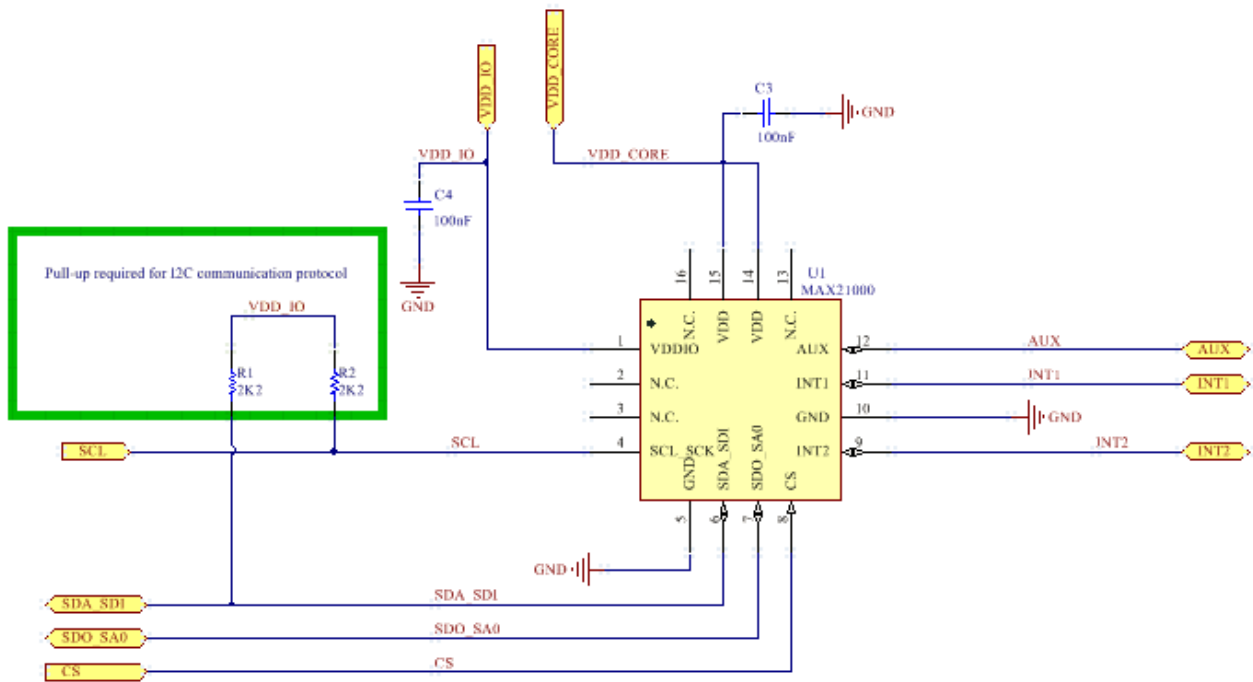 VDD_IO
VDD_CORE
C3
GND
100nF
VDD_IO
VDD_CORE
C4
100nF
GND
Pull-up required for I2C communication protocol
VDD_IO
R1
2K2
R2
2K2
16
15
14
13
U1
MAX21000
N.C.
VDD
VDD
N.C.
1
VDDIO
AUX
12
AUX
AUX
2
N.C.
INT1
11
INT1
INT1
3
N.C.
GND
10
GND
SCL
SCL
4
SCL_SCK
INT2
9
INT2
INT2
GND
SDA_SDI
SDO_SA0
CS
5
6
7
8
GND
SDA_SDI
SDA_SDI
SDO_SA0
SDO_SA0
CS
CS